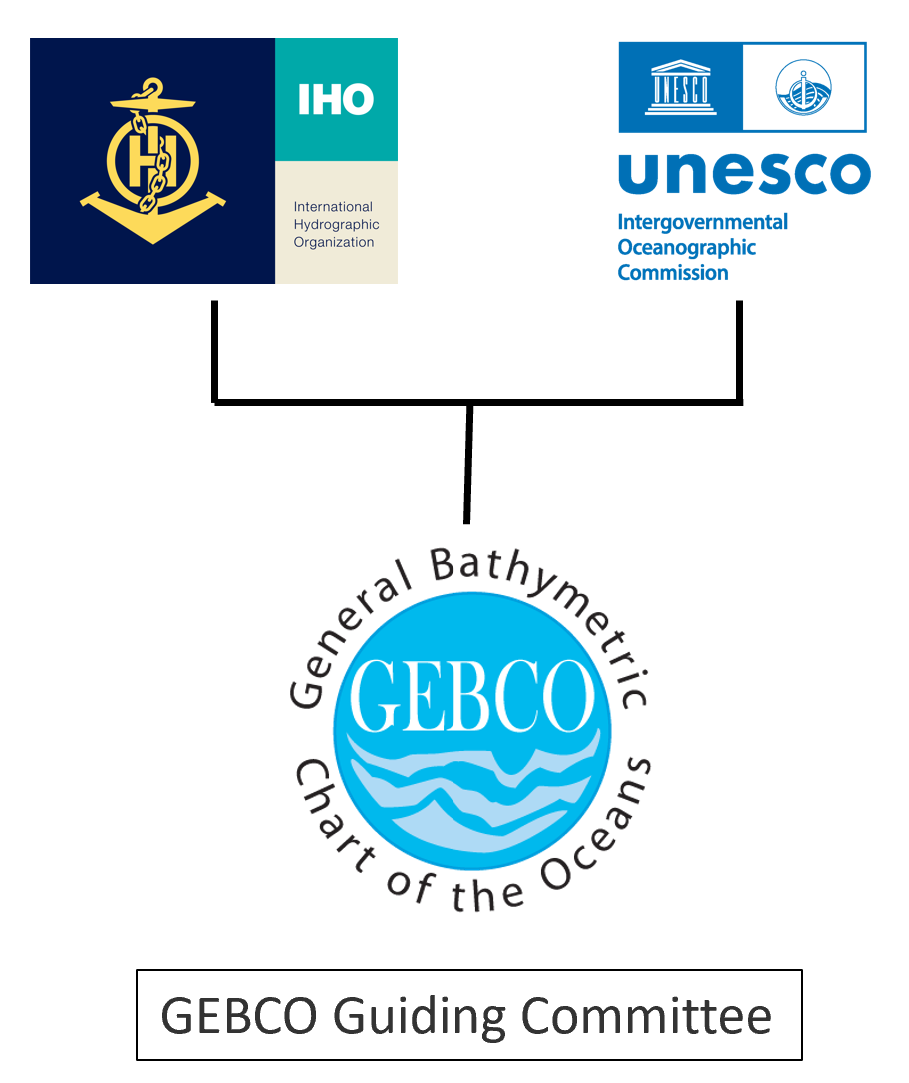 IHO
International
Hydrographic
Organization
UNESCO
unesco
Intergovernmental
Oceanographic
Commission
General Bathymetric
GEBCO
Chart of the Oceans
GEBCO Guiding Committee